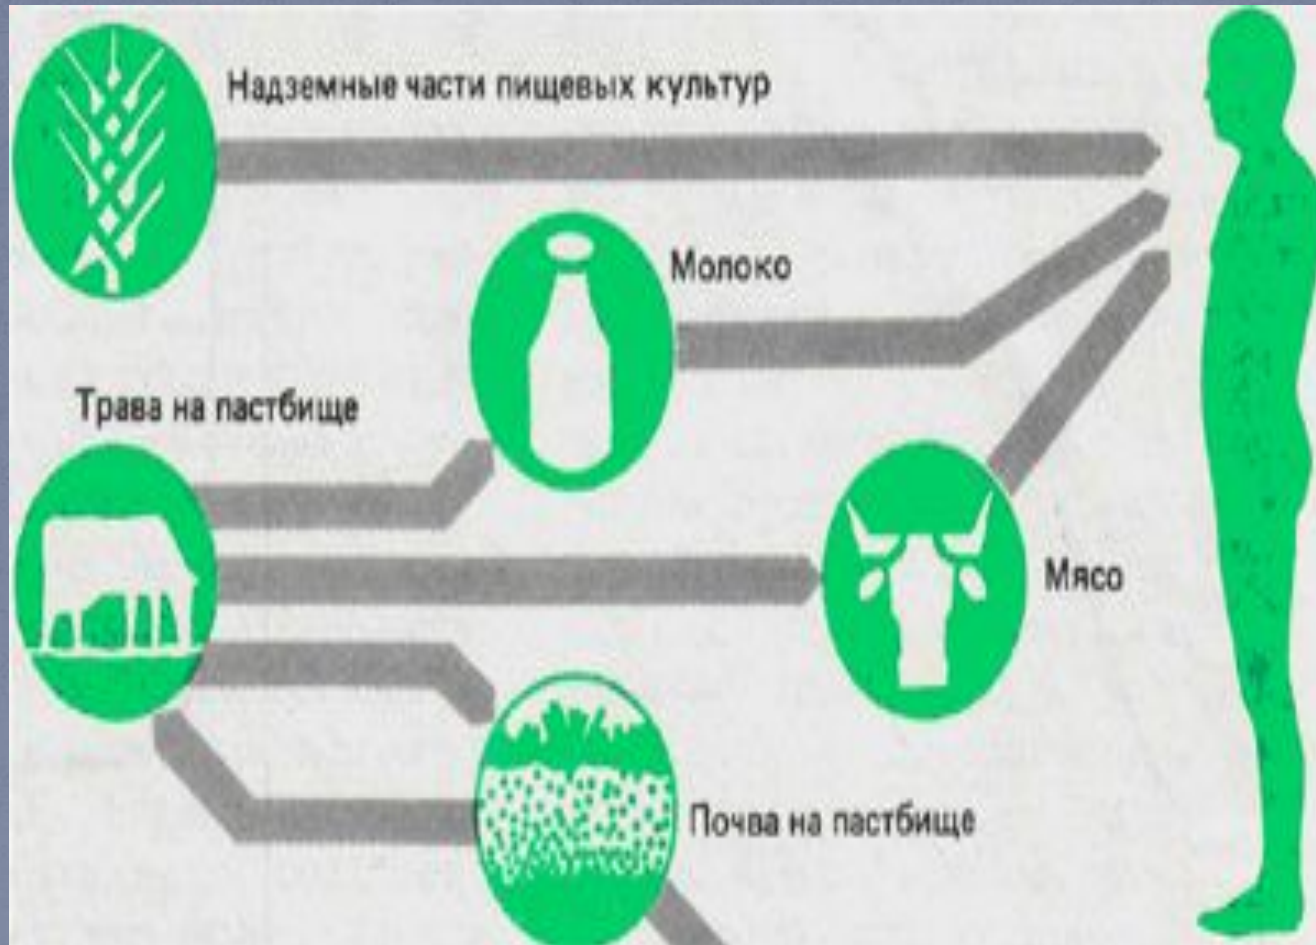 Надземные части пищевых культур
Молоко
Трава на пастбище
Мясо
Почва на пастбище